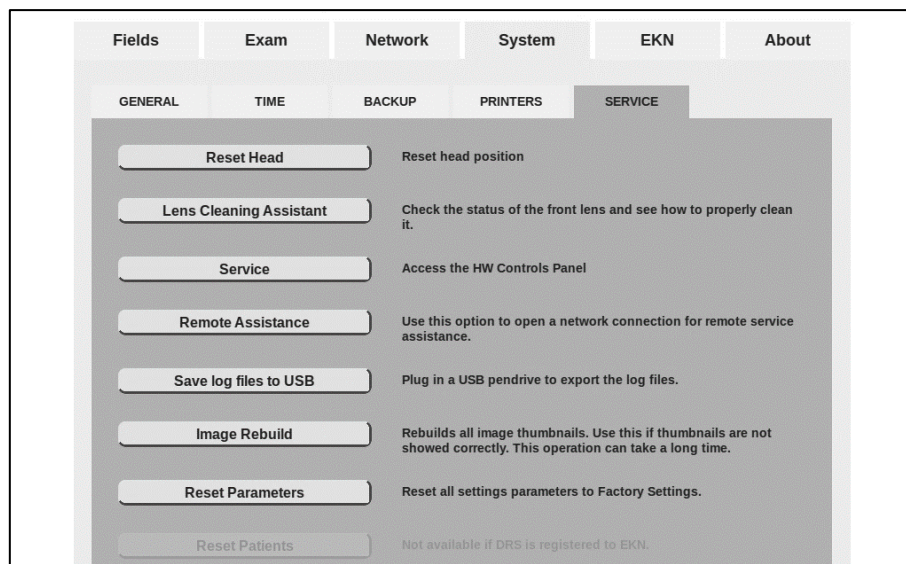 Fields Exam Network System EKN About
GENERAL TIME BACKUP PRINTERS SERVICE
Reset Head Reset head position
Lens Cleaning Assistant Check the status of the front lens and see how to properly clean
it.
Service Access the HW Controls Panel
Remote Assistance Use this option to open a network connection for remote service
assistance.
Save log files to USB Plug in a USB pendrive to export the log files.
Image Rebuild Rebuilds all image thumbnails. Use this if thumbnails are not
showed correctly. This operation can take a long time.
Reset Parameters Reset all settings parameters to Factory Settings.
Reset Patients Not available if DRS is registered to EKN.